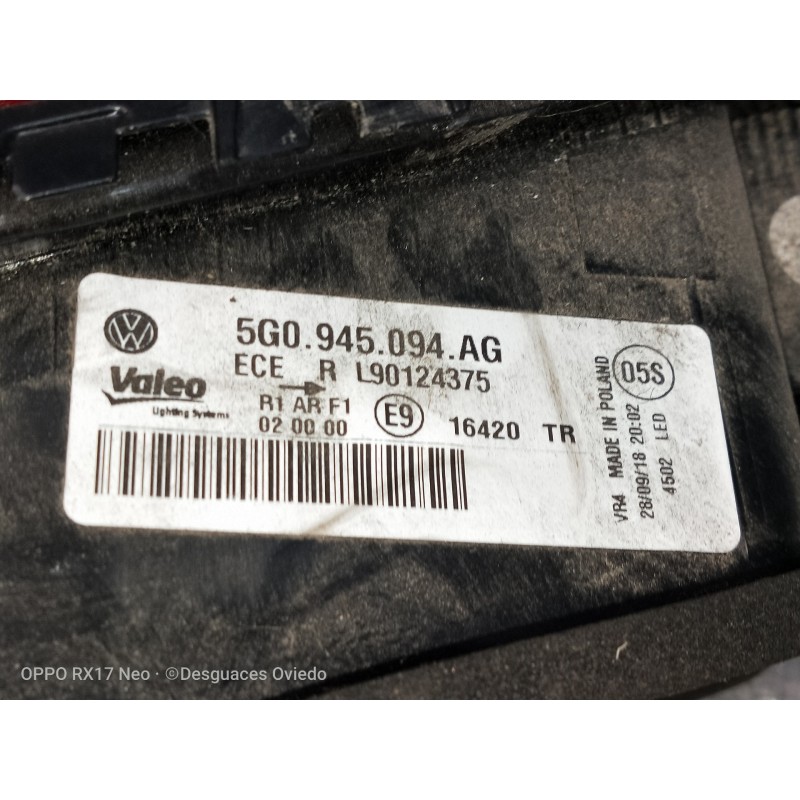 5G0.945.094.AG
ECE R L90124375
Valeo
Lighting Systems
R1 AR F1
02 00 00
E9
16420 TR
VR4 MADE IN POLAND
28/09/18 20:02
4502 LED
05S
OPPO RX17 Neo · ©Desguaces Oviedo